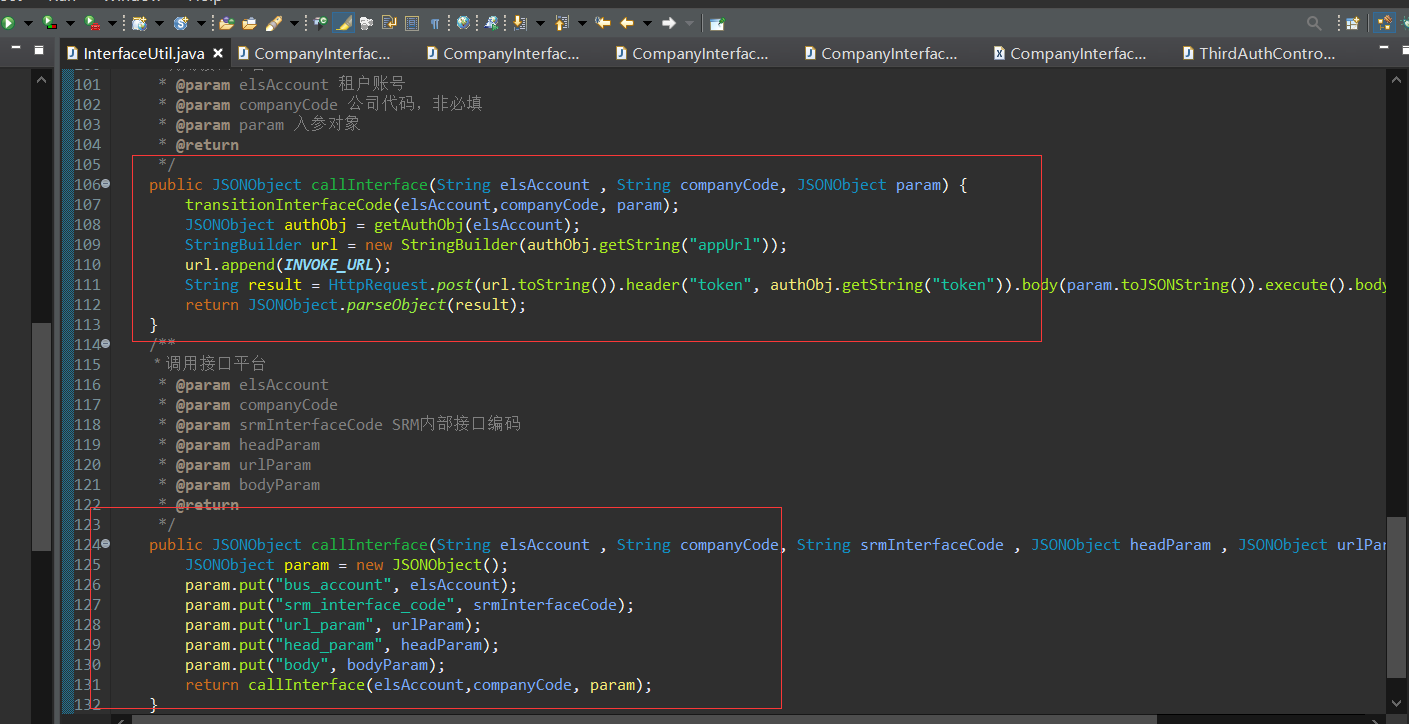 InterfaceUtil.java
CompanyInterfac...
CompanyInterfac...
CompanyInterfac...
CompanyInterfac...
CompanyInterfac...
ThirdAuthContro...
101 * @param elsAccount 租户账号
102 * @param companyCode 公司代码，非必填
103 * @param param 入参对象
104 * @return
105 */
106 public JSONObject callInterface(String elsAccount , String companyCode, JSONObject param) {
107 transitionInterfaceCode(elsAccount,companyCode, param);
108 JSONObject authObj = getAuthObj(elsAccount);
109 StringBuilder url = new StringBuilder(authObj.getString("appUrl"));
110 url.append(INVOKE_URL);
111 String result = HttpRequest.post(url.toString()).header("token", authObj.getString("token")).body(param.toJSONString()).execute().body
112 return JSONObject.parseObject(result);
113 }
114 /**
115 *调用接口平台
116 * @param elsAccount
117 * @param companyCode
118 * @param srmInterfaceCode SRM内部接口编码
119 * @param headParam
120 * @param urlParam
121 * @param bodyParam
122 * @return
123 */
124 public JSONObject callInterface(String elsAccount , String companyCode, String srmInterfaceCode , JSONObject headParam , JSONObject urlPar
125 JSONObject param = new JSONObject();
126 param.put("bus_account", elsAccount);
127 param.put("srm_interface_code", srmInterfaceCode);
128 param.put("url_param", urlParam);
129 param.put("head_param", headParam);
130 param.put("body", bodyParam);
131 return callInterface(elsAccount,companyCode, param);
132 }